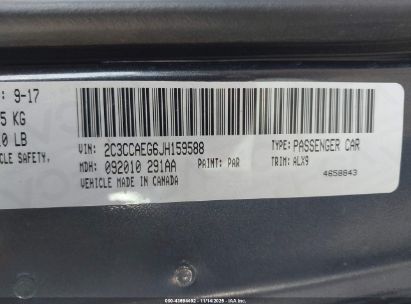 : 9-17
5 KG
0 LB
CLE SAFETY.
VIN: 2C3CCAEG6JH159588
TYPE: PASSENGER CAR
MDH: 092010 291AA
PAINT: PAR
TRIM: ALX9
VEHICLE MADE IN CANADA
4658843